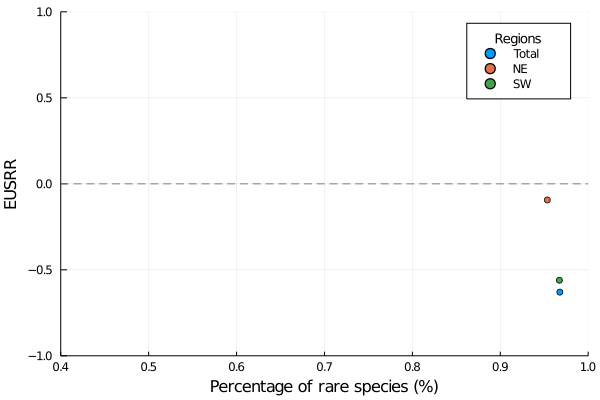 1.0
0.5
0.0
−0.5
−1.0
EUSRR
Regions
Total
NE
SW
0.4 0.5 0.6 0.7 0.8 0.9 1.0
Percentage of rare species (%)